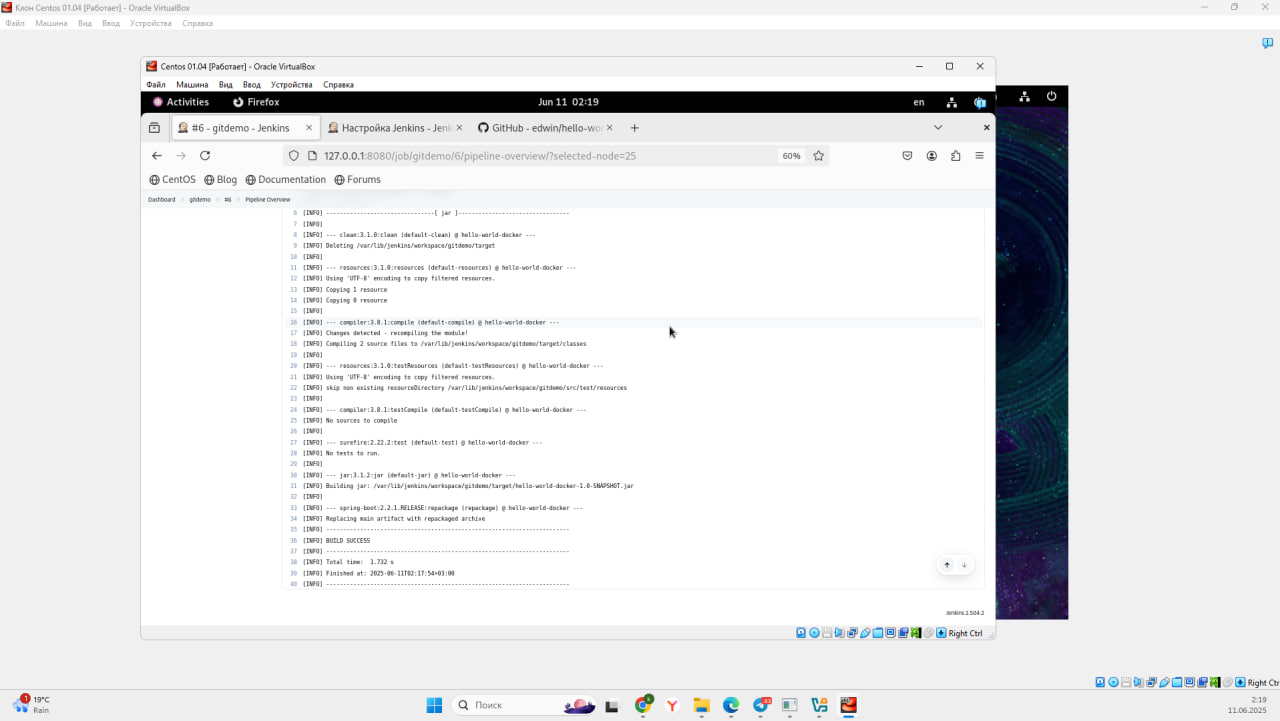 Клон Centos 01.04 [Работает] - Oracle VirtualBox
Файл Машина Вид Ввод Устройства Справка
Centos 01.04 [Работает] - Oracle VirtualBox
Файл Машина Вид Ввод Устройства Справка
Activities Firefox Jun 11 02:19 en
#6 - gitdemo - Jenkins Настройка Jenkins - Jenk GitHub - edwin/hello-wo
127.0.0.1:8080/job/gitdemo/6/pipeline-overview/?selected-node=25 60%
CentOS Blog Documentation Forums
Dashboard gitdemo #6 Pipeline Overview
6 [INFO] --------------------------------[ jar ]---------------------------------
7 [INFO]
8 [INFO] --- clean:3.1.0:clean (default-clean) @ hello-world-docker ---
9 [INFO] Deleting /var/lib/jenkins/workspace/gitdemo/target
10 [INFO]
11 [INFO] --- resources:3.1.0:resources (default-resources) @ hello-world-docker ---
12 [INFO] Using 'UTF-8' encoding to copy filtered resources.
13 [INFO] Copying 1 resource
14 [INFO] Copying 0 resource
15 [INFO]
16 [INFO] --- compiler:3.8.1:compile (default-compile) @ hello-world-docker ---
17 [INFO] Changes detected - recompiling the module!
18 [INFO] Compiling 2 source files to /var/lib/jenkins/workspace/gitdemo/target/classes
19 [INFO]
20 [INFO] --- resources:3.1.0:testResources (default-testResources) @ hello-world-docker ---
21 [INFO] Using 'UTF-8' encoding to copy filtered resources.
22 [INFO] skip non existing resourceDirectory /var/lib/jenkins/workspace/gitdemo/src/test/resources
23 [INFO]
24 [INFO] --- compiler:3.8.1:testCompile (default-testCompile) @ hello-world-docker ---
25 [INFO] No sources to compile
26 [INFO]
27 [INFO] --- surefire:2.22.2:test (default-test) @ hello-world-docker ---
28 [INFO] No tests to run.
29 [INFO]
30 [INFO] --- jar:3.1.2:jar (default-jar) @ hello-world-docker ---
31 [INFO] Building jar: /var/lib/jenkins/workspace/gitdemo/target/hello-world-docker-1.0-SNAPSHOT.jar
32 [INFO]
33 [INFO] --- spring-boot:2.2.1.RELEASE:repackage (repackage) @ hello-world-docker ---
34 [INFO] Replacing main artifact with repackaged archive
35 [INFO] ------------------------------------------------------------------------
36 [INFO] BUILD SUCCESS
37 [INFO] ------------------------------------------------------------------------
38 [INFO] Total time:  1.732 s
39 [INFO] Finished at: 2025-06-11T02:17:54+03:00
40 [INFO] ------------------------------------------------------------------------
Jenkins 2.504.2
Right Ctrl
Right Ctr
1 19°C
Rain
Поиск
2:19
11.06.2025